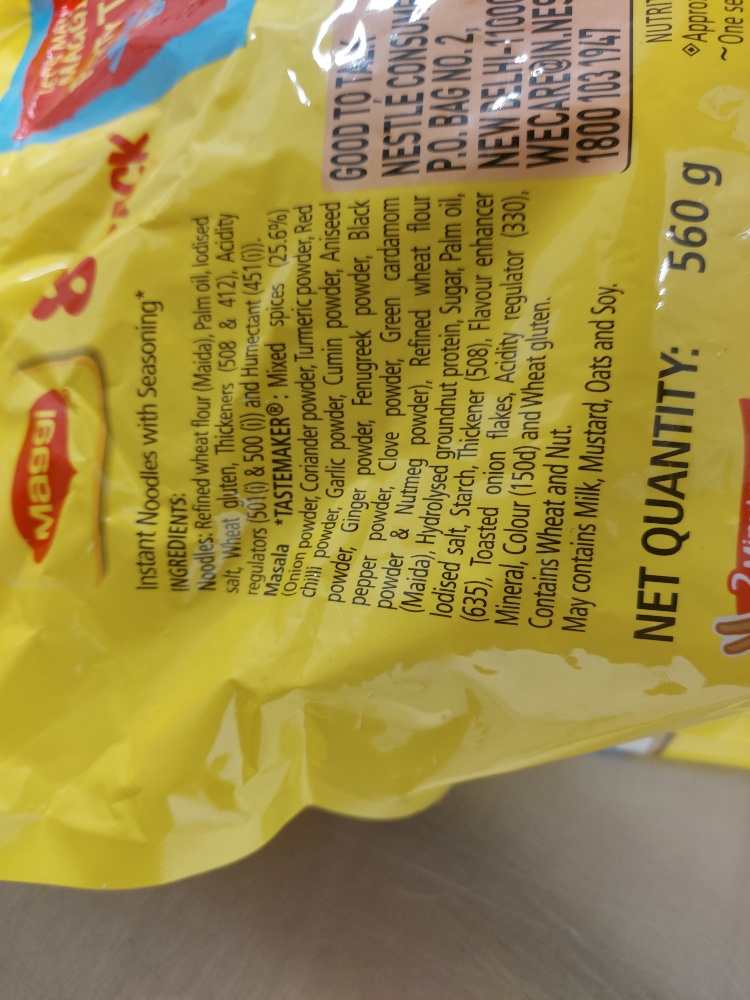 Maggi
8
Instant Noodles with Seasoning*
INGREDIENTS:
Noodles: Refined wheat flour (Maida), Palm oil, Iodised
salt, Wheat gluten, Thickeners (508 & 412), Acidity
regulators (501(i) & 500 (i)) and Humectant (451(i)).
Masala *TASTEMAKER®: Mixed spices (25.6%)
(Onion powder, Coriander powder, Turmeric powder, Red
chilli powder, Garlic powder, Cumin powder, Aniseed
powder, Ginger powder, Fenugreek powder, Black
pepper powder, Clove powder, Green cardamom
powder & Nutmeg powder), Refined wheat flour
(Maida), Hydrolysed groundnut protein, Sugar, Palm oil,
Iodised salt, Starch, Thickener (508), Flavour enhancer
(635), Toasted onion flakes, Acidity regulator (330),
Mineral, Colour (150d) and Wheat gluten.
Contains Wheat and Nut.
May contains Milk, Mustard, Oats and Soy.
NET QUANTITY: 560 g
GOOD TO
NESTLÉ
P.O. BAG NO. 2,
NEW DELHI-1100
WECARE@IN.NES
1800 103 1947
~ One